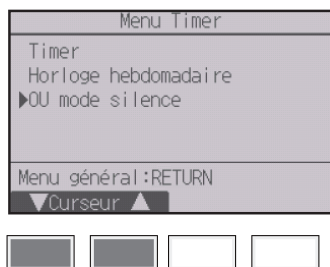 Menu Timer
Timer
Horloge hebdomadaire
▶OU mode silence
Menu général:RETURN
▼Curseur ▲